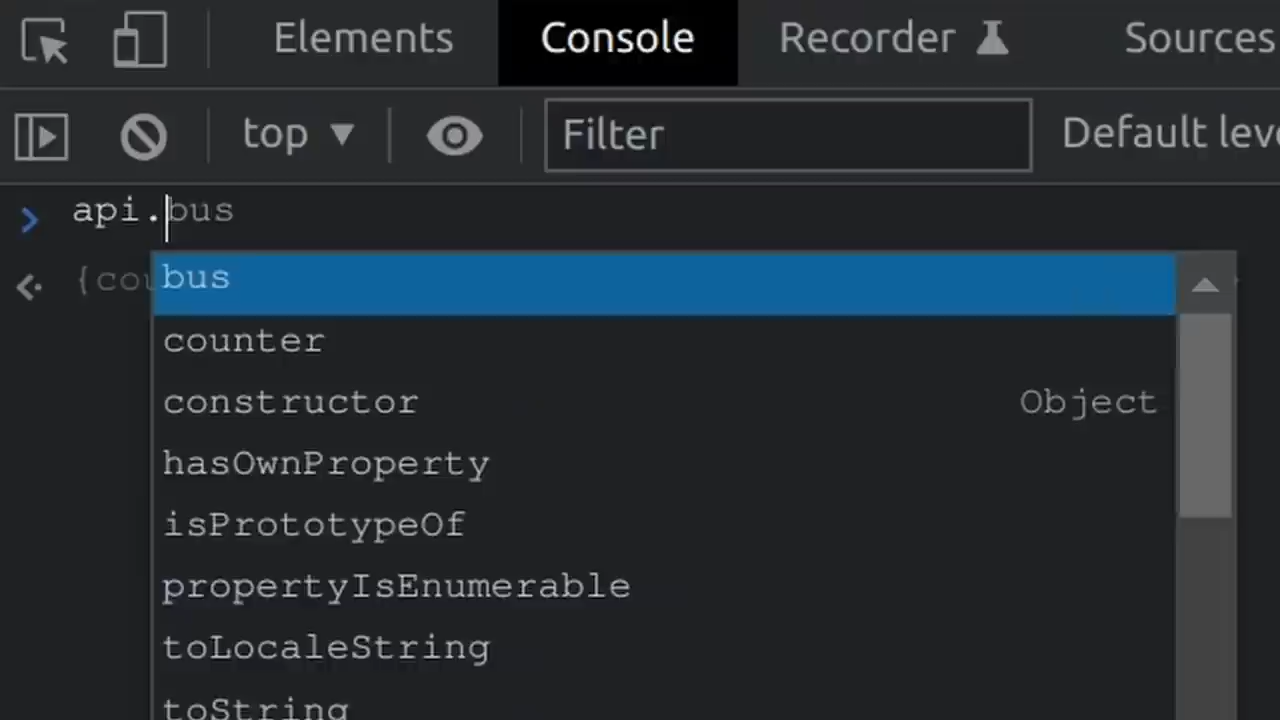 Elements Console Recorder Sources
top ▼ Filter Default leve
> api.bus
{cou
bus
counter
constructor Object
hasOwnProperty
isPrototypeOf
propertyIsEnumerable
toLocaleString
toString